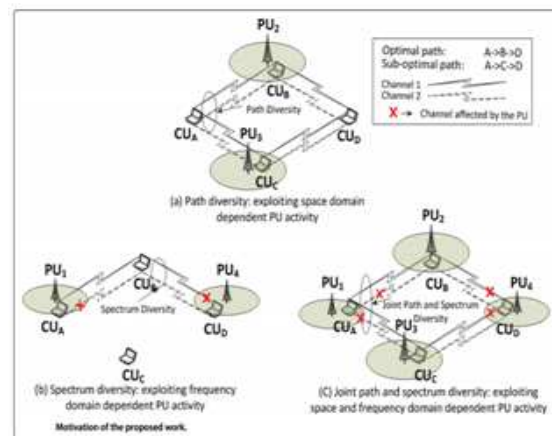 PU2
CUB
Path Diversity
CUA
CUD
PU3
CUC
(a) Path diversity: exploiting space domain
dependent PU activity
Optimal path: A->B->D
Sub-optimal path: A->C->D
Channel 1
Channel 2
X → Channel affected by the PU
PU1
CUB
PU4
CUA
Spectrum Diversity
CUD
CUC
(b) Spectrum diversity: exploiting frequency
domain dependent PU activity
Motivation of the proposed work.
PU2
PU1
CUB
PU4
CUA
Joint Path and Spectrum
Diversity
CUD
PU3
CUC
(C) Joint path and spectrum diversity: exploiting
space and frequency domain dependent PU activity